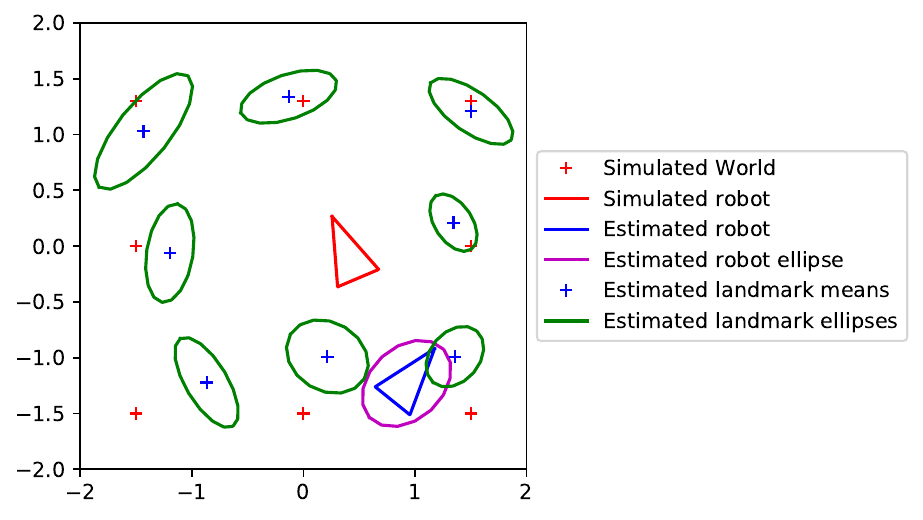 2.0
1.5
1.0
0.5
0.0
−0.5
−1.0
−1.5
−2.0
−2 −1 0 1 2
Simulated World
Simulated robot
Estimated robot
Estimated robot ellipse
Estimated landmark means
Estimated landmark ellipses